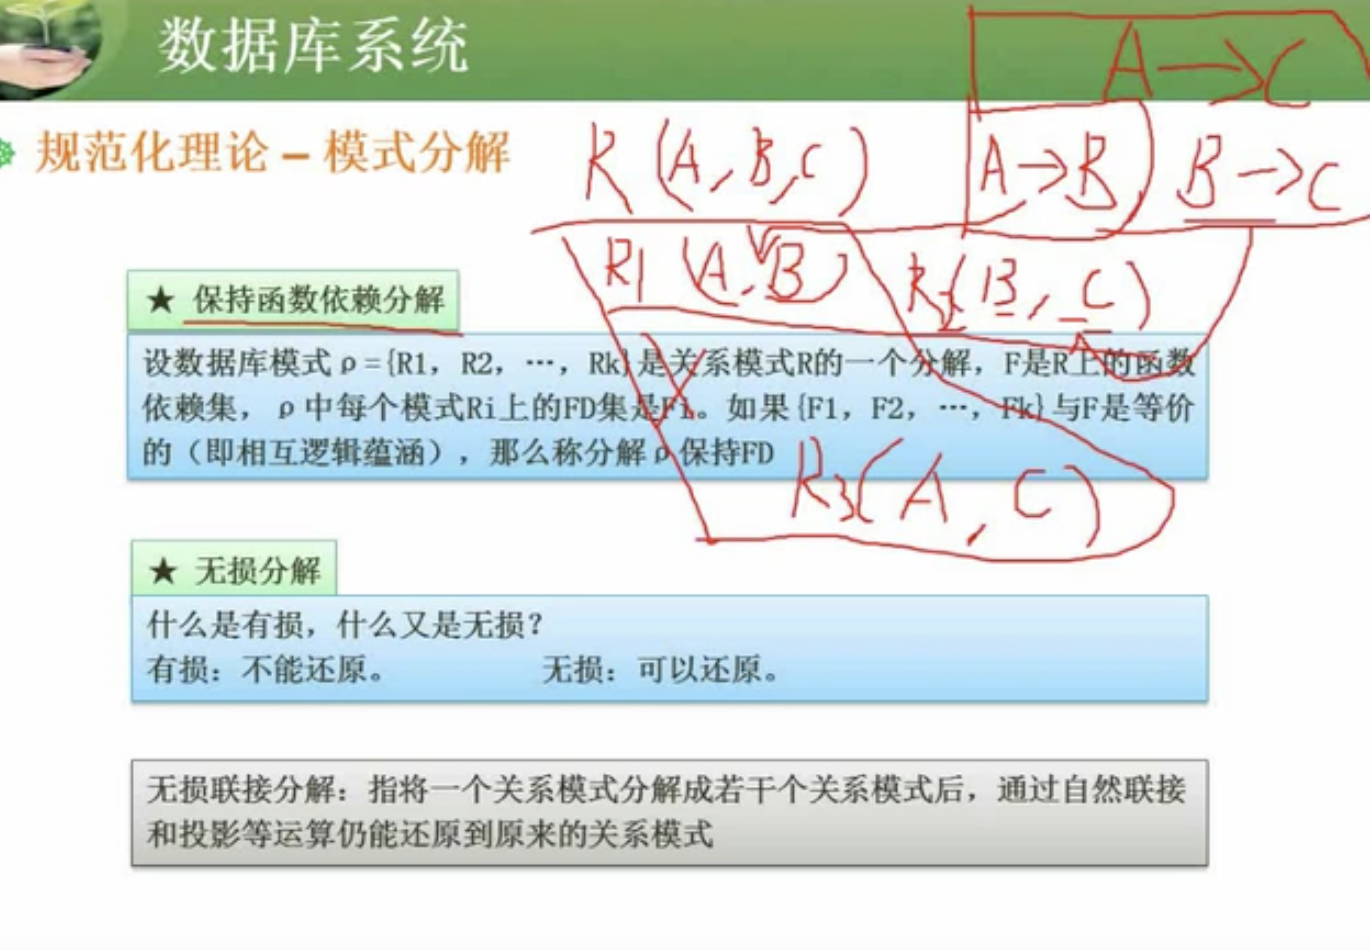 数据库系统
A→C
规范化理论－模式分解
R(A,B,C)
A→B
B→C
R1(A,B)
R2(B,C)
★ 保持函数依赖分解
设数据库模式ρ={R1，R2，…，Rk}是关系模式R的一个分解，F是R上的函数
依赖集，ρ中每个模式Ri上的FD集是Fi。如果{F1，F2，…，Fk}与F是等价
的（即相互逻辑蕴涵），那么称分解ρ保持FD
R3(A,C)
★ 无损分解
什么是有损，什么又是无损？
有损：不能还原。 无损：可以还原。
无损联接分解：指将一个关系模式分解成若干个关系模式后，通过自然联接
和投影等运算仍能还原到原来的关系模式